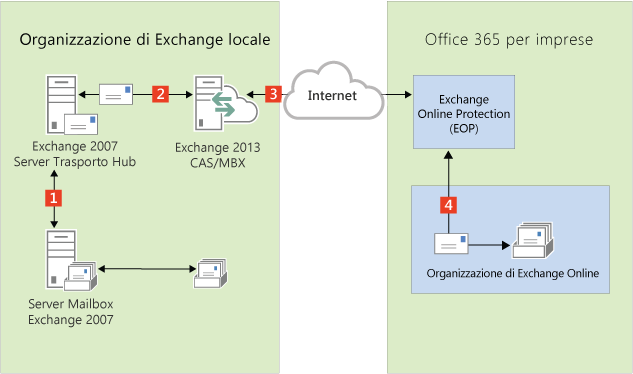 Organizzazione di Exchange locale
Office 365 per imprese
2
3
Internet
Exchange
Online Protection
(EOP)
Exchange 2007
Server Trasporto Hub
Exchange 2013
CAS/MBX
1
4
Organizzazione di Exchange Online
Server Mailbox
Exchange 2007